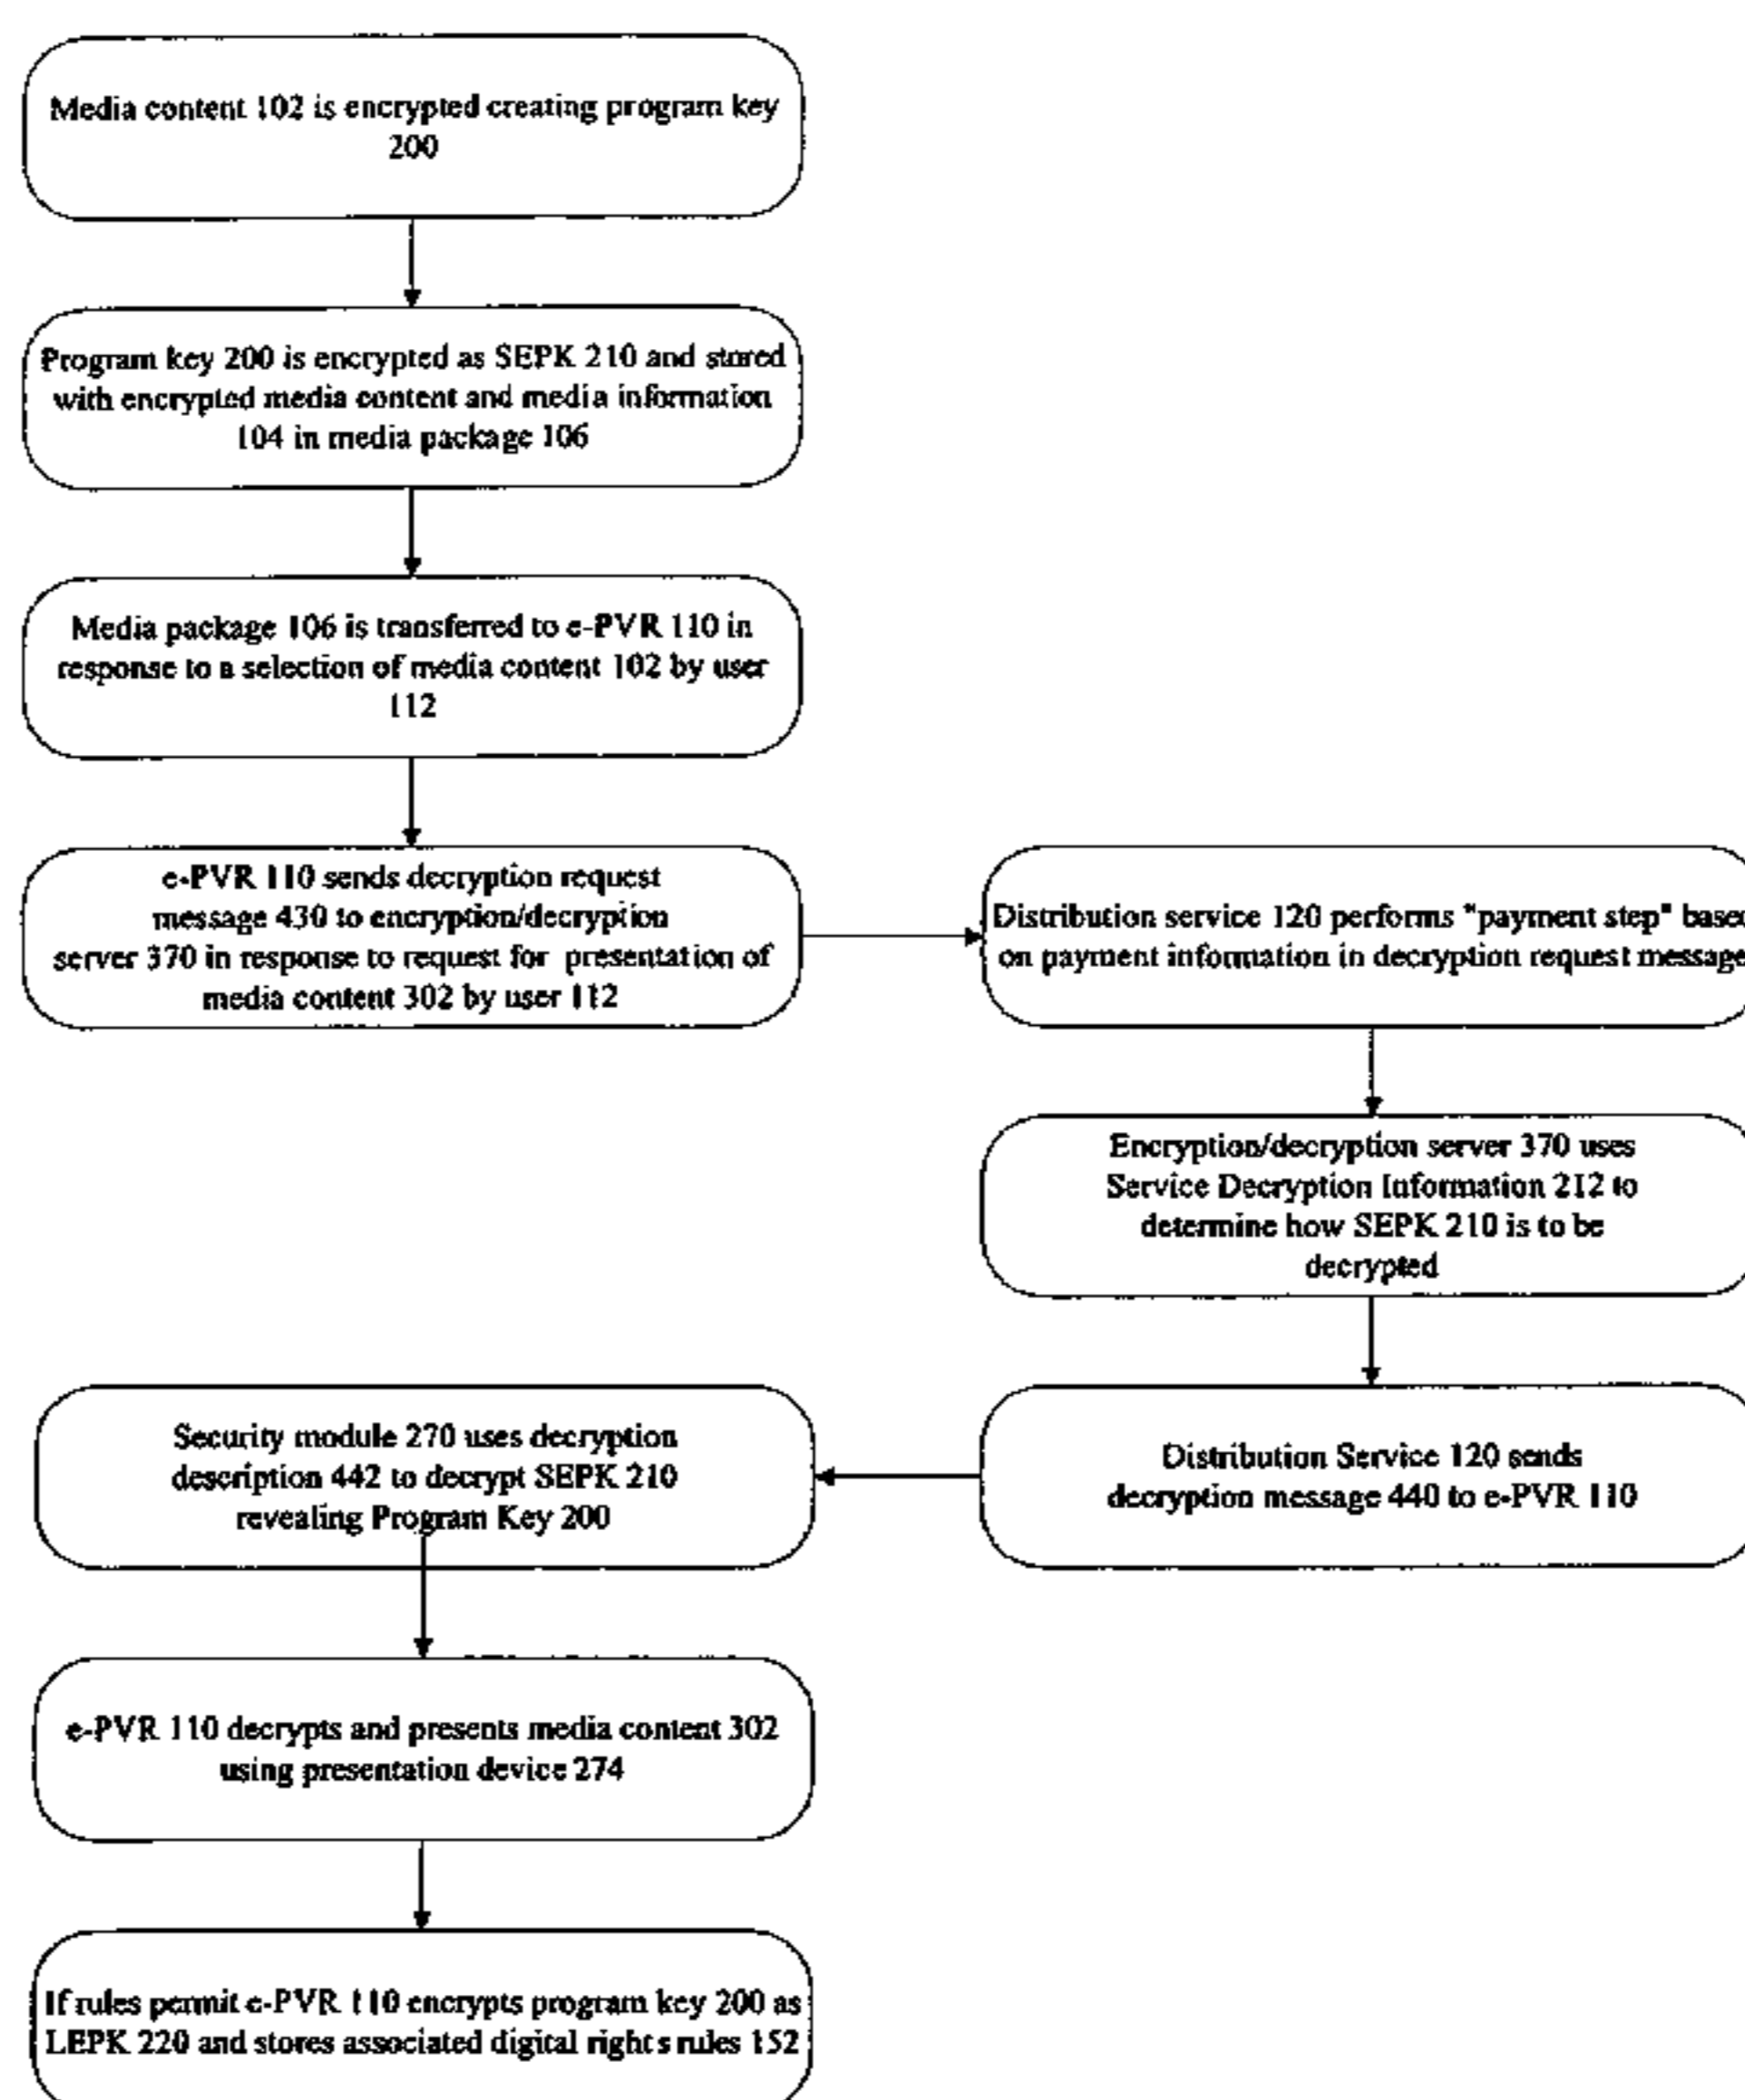 Media content 102 is encrypted creating program key
200
Program key 200 is encrypted as SEPK 210 and stored
with encrypted media content and media information
104 in media package 106
Media package 106 is transferred to e-PVR 110 in
response to a selection of media content 102 by user
112
e-PVR 110 sends decryption request
message 430 to encryption/decryption
server 370 in response to request for presentation of
media content 302 by user 112
Distribution service 120 performs "payment step" based
on payment information in decryption request message
Encryption/decryption server 370 uses
Service Decryption Information 212 to
determine how SEPK 210 is to be
decrypted
Distribution Service 120 sends
decryption message 440 to e-PVR 110
Security module 270 uses decryption
description 442 to decrypt SEPK 210
revealing Program Key 200
e-PVR 110 decrypts and presents media content 302
using presentation device 274
If rules permit e-PVR 110 encrypts program key 200 as
LEPK 220 and stores associated digital rights rules 152